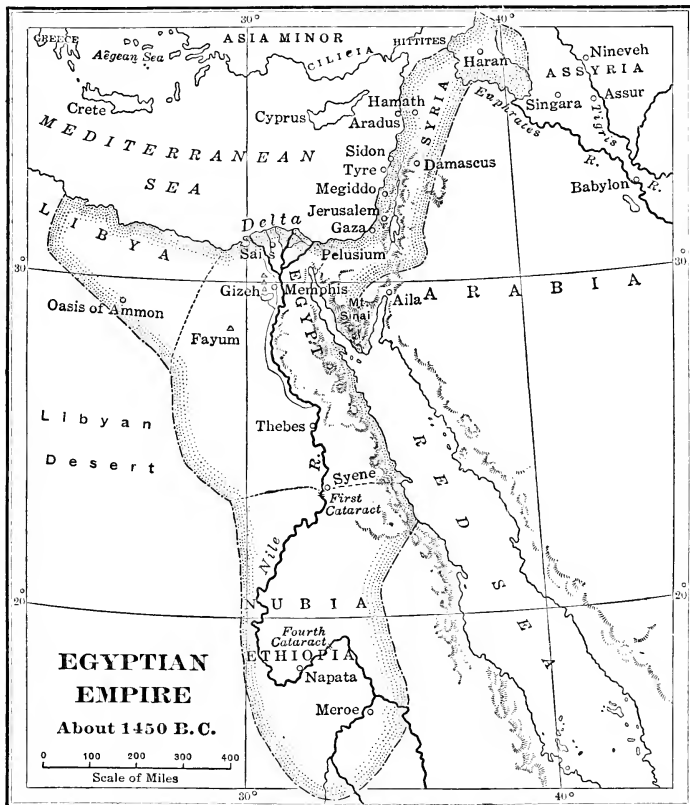 30°
40°
GREECE
ASIA MINOR
HITTITES
Aegean Sea
CILICIA
Haran
Nineveh
ASSYRIA
Crete
Cyprus
Hamath
Aradus
SYRIA
Euphrates
R.
Singara
Assur
Tigris
R.
MEDITERRANEAN
SEA
Sidon
Tyre
Damascus
Megiddo
Babylon
Jerusalem
Gaza
LIBYA
Delta
Sais
Pelusium
30°
30°
Gizeh
Memphis
EGYPT
Mt.
Sinai
Aila
ARABIA
Oasis of Ammon
Fayum
Libyan
Desert
Thebes
R.
Syene
First
Cataract
Nile
RED SEA
20°
20°
NUBIA
Fourth
Cataract
ETHIOPIA
Napata
Meroe
EGYPTIAN
EMPIRE
About 1450 B.C.
0 100 200 300 400
Scale of Miles
30°
40°